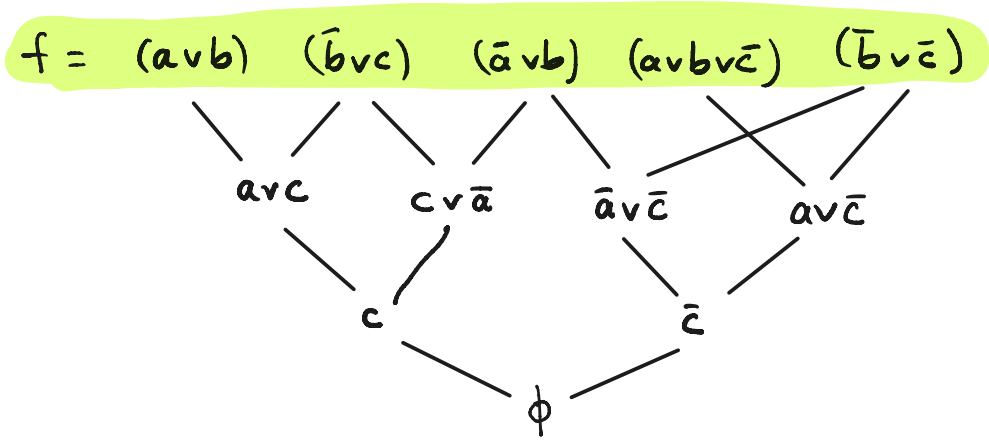 f = (a∨b) (b̄∨c) (ā∨b) (a∨b∨c̄) (b̄∨c̄)
a∨c c∨ā ā∨c̄ a∨c̄
c c̄
ϕ